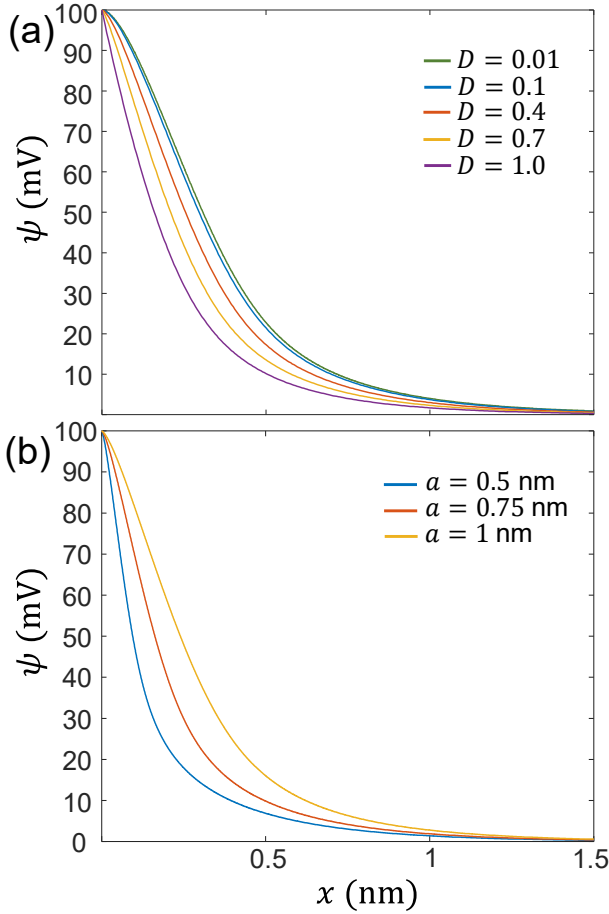 (a)
100
90
80
70
60
50
40
30
20
10
ψ (mV)
D = 0.01
D = 0.1
D = 0.4
D = 0.7
D = 1.0
(b)
100
90
80
70
60
50
40
30
20
10
0
ψ (mV)
a = 0.5 nm
a = 0.75 nm
a = 1 nm
0.5
1
1.5
x (nm)